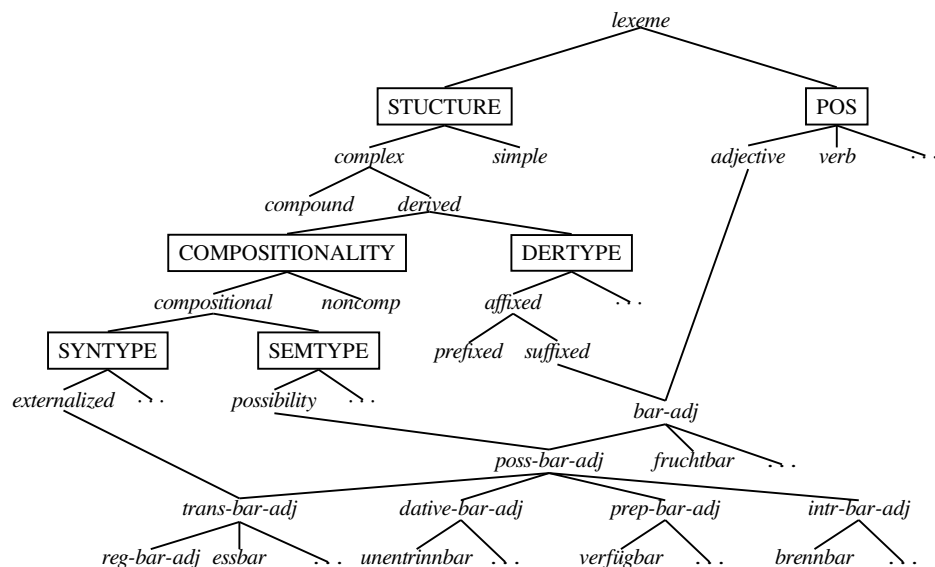 lexeme
STUCTURE POS
complex simple adjective verb ...
compound derived
COMPOSITIONALITY DERTYPE
compositional noncomp affixed ...
SYNTYPE SEMTYPE prefixed suffixed
externalized ... possibility ... bar-adj
poss-bar-adj fruchtbar ...
trans-bar-adj dative-bar-adj prep-bar-adj intr-bar-adj
reg-bar-adj essbar ... unentrinnbar ... verfügbar ... brennbar ...